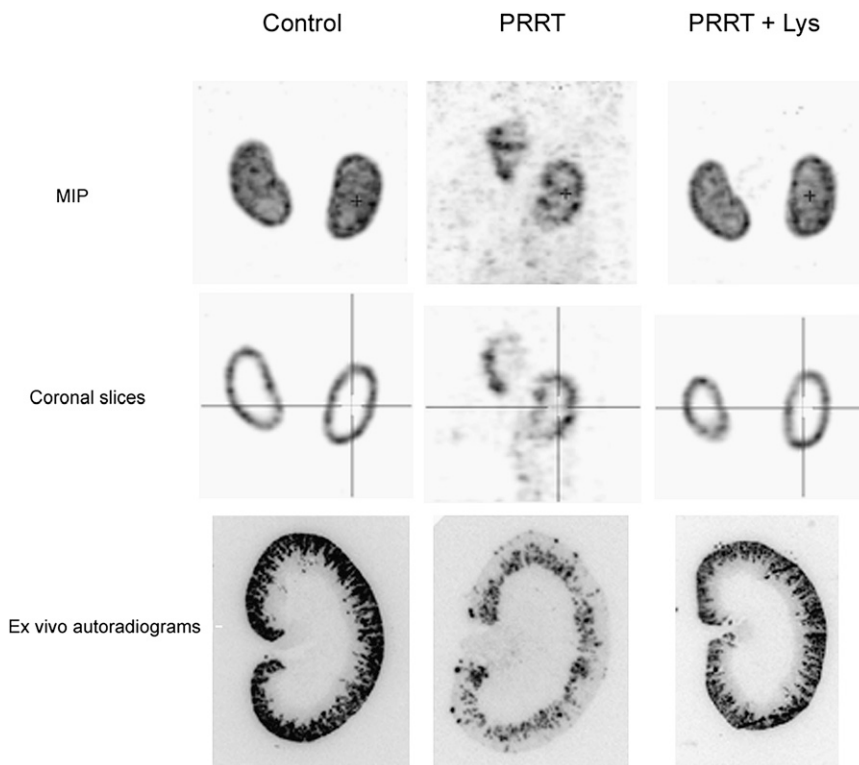 Control PRRT PRRT + Lys
MIP
Coronal slices
Ex vivo autoradiograms